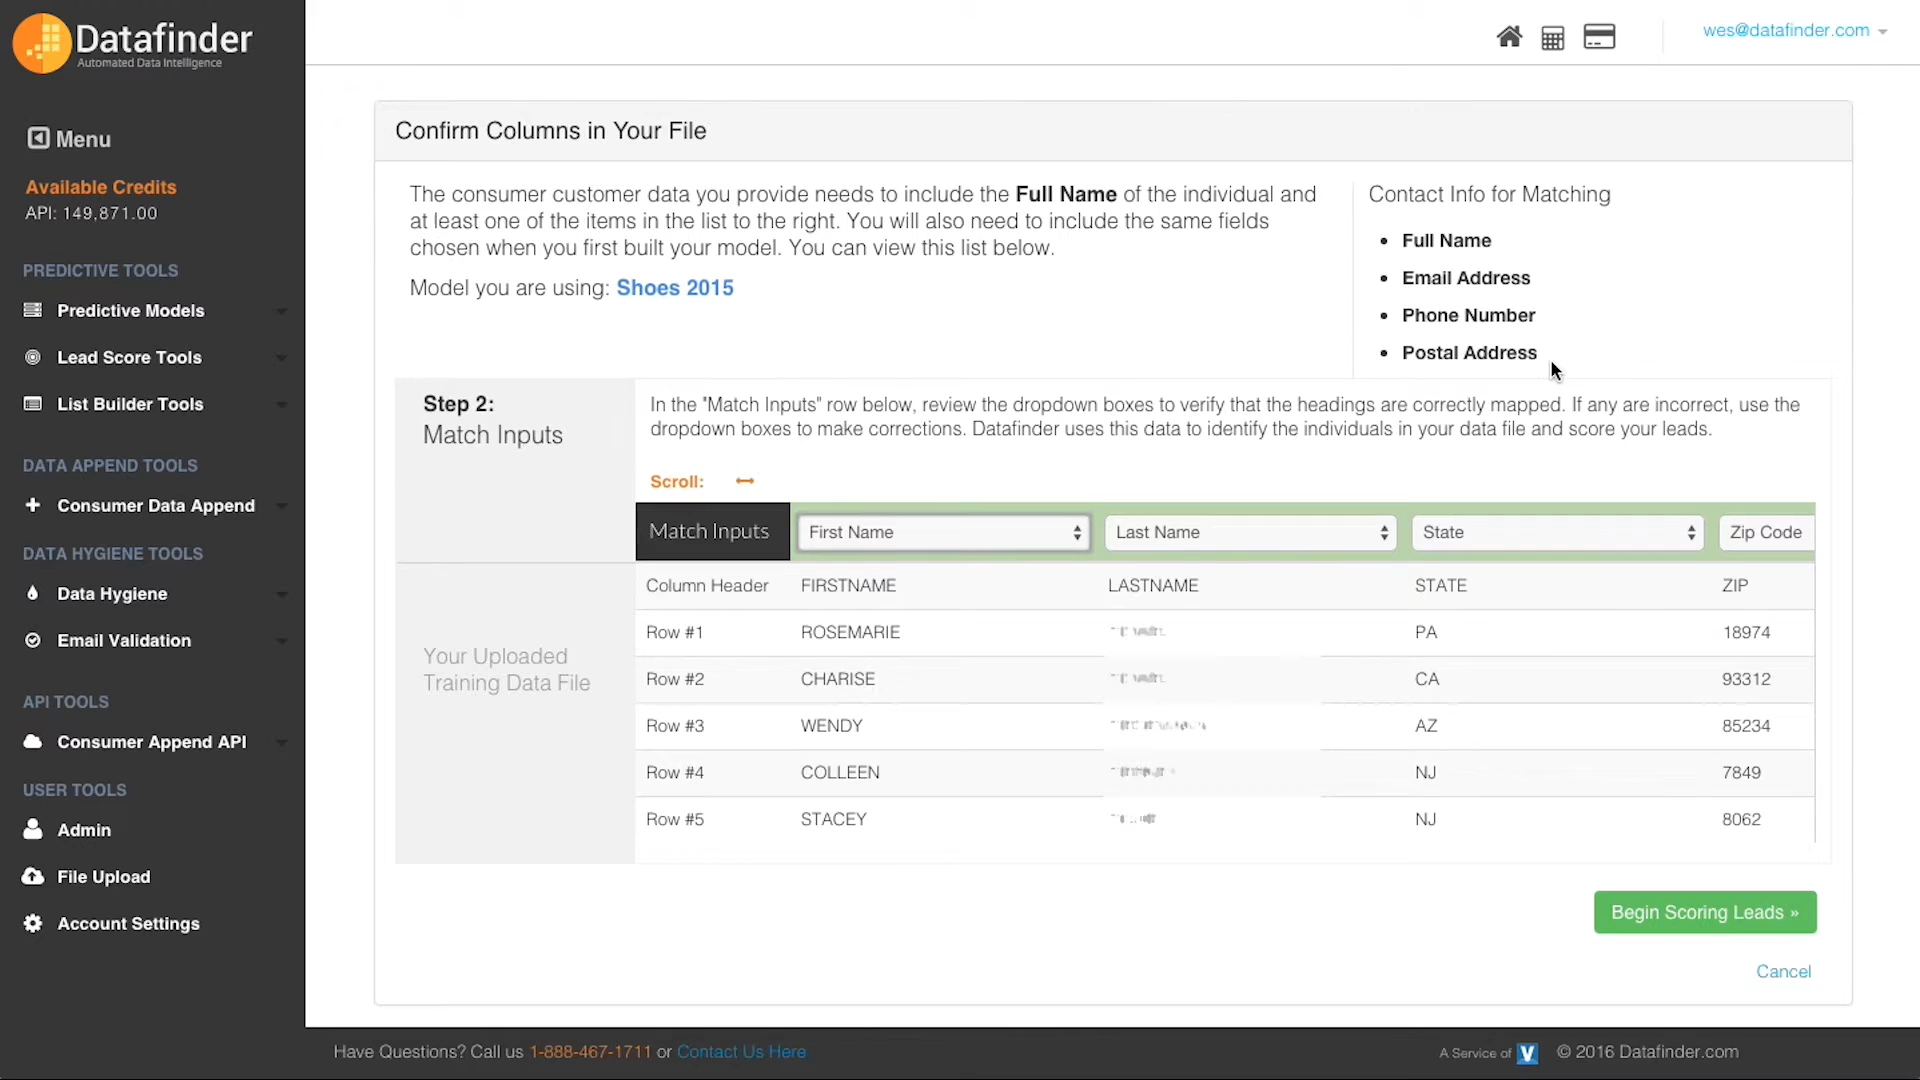 Datafinder
Automated Data Intelligence
wes@datafinder.com
Menu
Available Credits
API: 149,871.00
PREDICTIVE TOOLS
Predictive Models
Lead Score Tools
List Builder Tools
DATA APPEND TOOLS
Consumer Data Append
DATA HYGIENE TOOLS
Data Hygiene
Email Validation
API TOOLS
Consumer Append API
USER TOOLS
Admin
File Upload
Account Settings
Confirm Columns in Your File
The consumer customer data you provide needs to include the Full Name of the individual and
at least one of the items in the list to the right. You will also need to include the same fields
chosen when you first built your model. You can view this list below.
Model you are using: Shoes 2015
Contact Info for Matching
• Full Name
• Email Address
• Phone Number
• Postal Address
Step 2:
Match Inputs
In the "Match Inputs" row below, review the dropdown boxes to verify that the headings are correctly mapped. If any are incorrect, use the
dropdown boxes to make corrections. Datafinder uses this data to identify the individuals in your data file and score your leads.
Scroll:
Match Inputs First Name Last Name State Zip Code
Column Header FIRSTNAME LASTNAME STATE ZIP
Your Uploaded
Training Data File
Row #1 ROSEMARIE PA 18974
Row #2 CHARISE CA 93312
Row #3 WENDY AZ 85234
Row #4 COLLEEN NJ 7849
Row #5 STACEY NJ 8062
Begin Scoring Leads »
Cancel
Have Questions? Call us 1-888-467-1711 or Contact Us Here
A Service of V © 2016 Datafinder.com